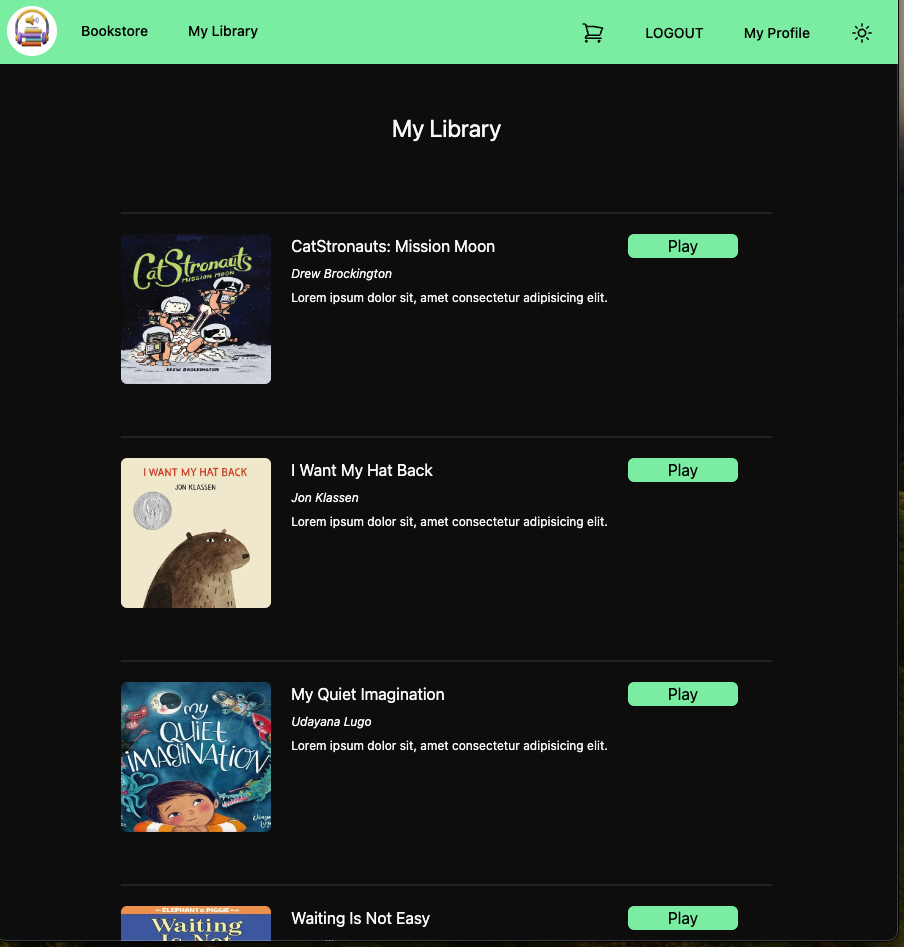 Bookstore
My Library
LOGOUT
My Profile
My Library
CatStronauts
MISSION MOON
DREW BROCKINGTON
CatStronauts: Mission Moon
Play
Drew Brockington
Lorem ipsum dolor sit, amet consectetur adipisicing elit.
I WANT MY HAT BACK
JON KLASSEN
I Want My Hat Back
Play
Jon Klassen
Lorem ipsum dolor sit, amet consectetur adipisicing elit.
my
QUIET
IMAGINATION
My Quiet Imagination
Play
Udayana Lugo
Lorem ipsum dolor sit, amet consectetur adipisicing elit.
ELEPHANT & PIGGIE
Waiting
Is Not
Waiting Is Not Easy
Play